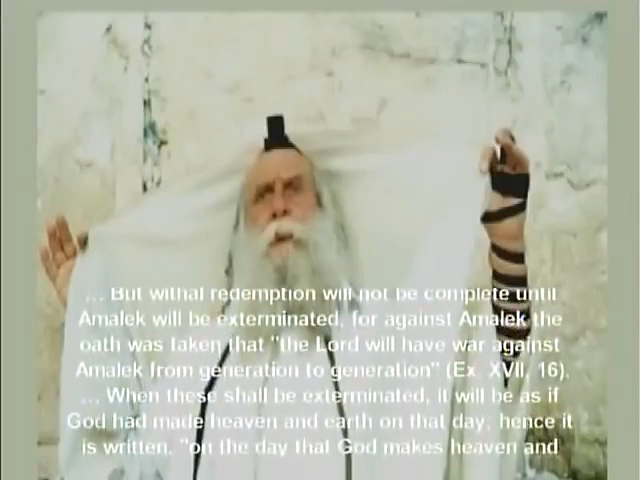 ... But withal redemption will not be complete until
Amalek will be exterminated, for against Amalek the
oath was taken that "the Lord will have war against
Amalek from generation to generation" (Ex. XVII, 16).
... When these shall be exterminated, it will be as if
God had made heaven and earth on that day; hence it
is written, "on the day that God makes heaven and